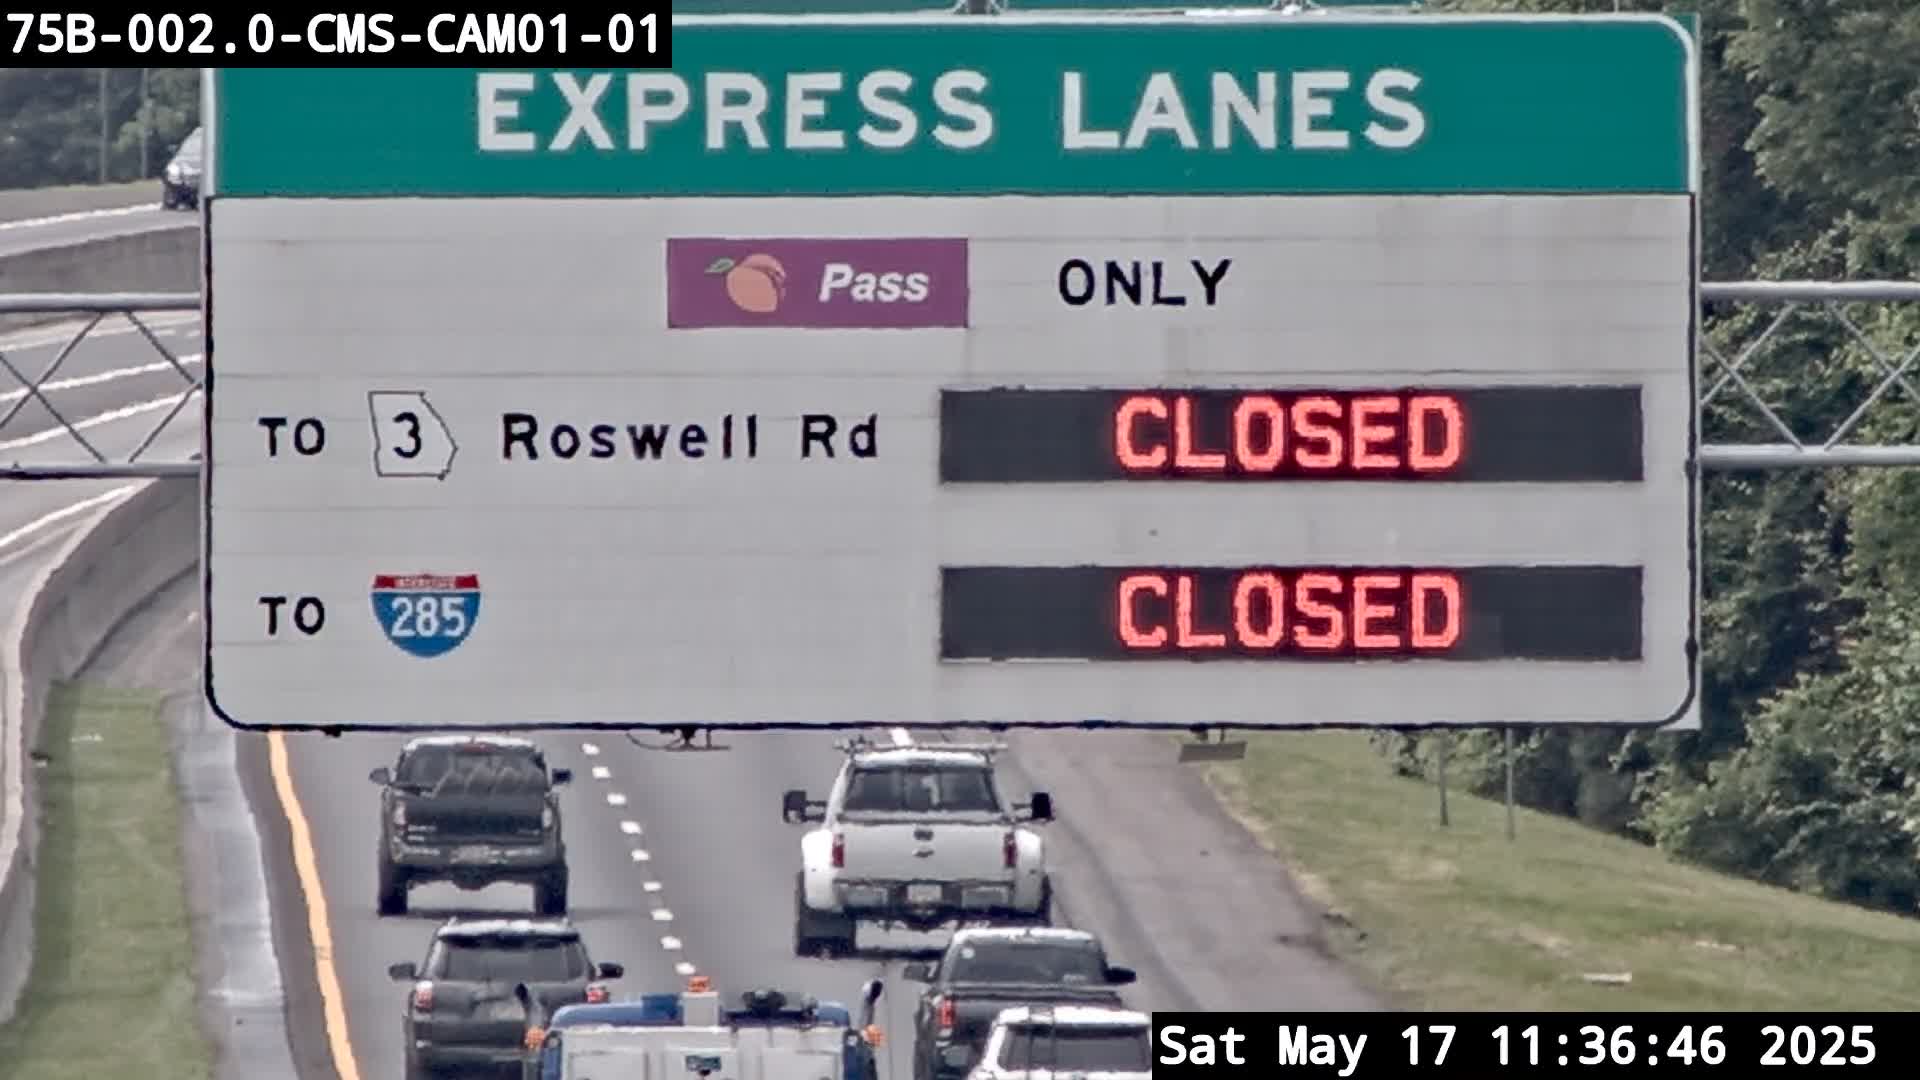 75B-002.0-CMS-CAM01-01
EXPRESS LANES
Pass ONLY
TO 3 Roswell Rd CLOSED
TO 285 CLOSED
Sat May 17 11:36:46 2025